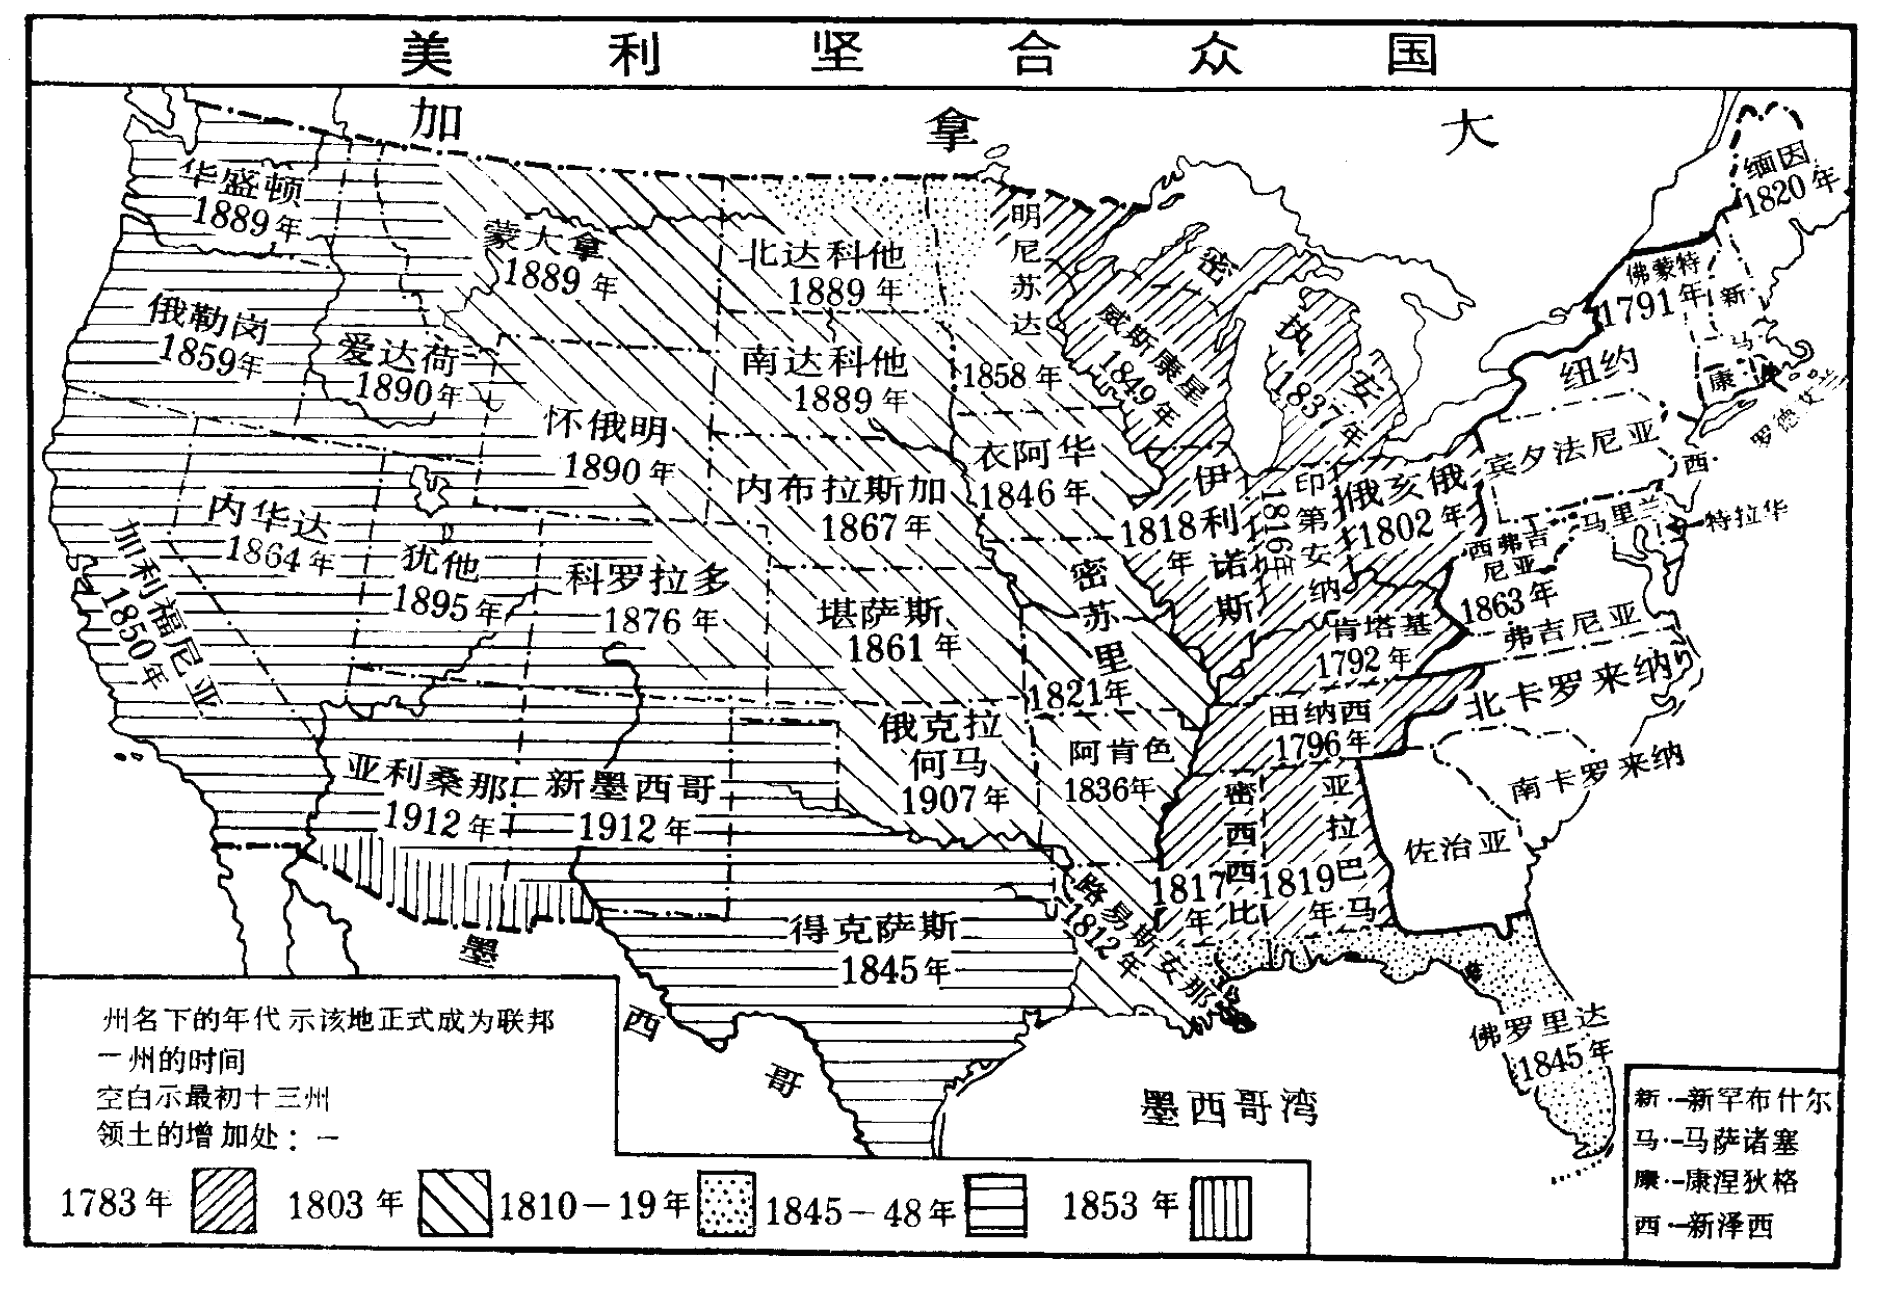 美利坚合众国
加拿大
华盛顿
1889年
俄勒岗
1859年
爱达荷
1890年
蒙大拿
1889年
北达科他
1889年
南达科他
1889年
明尼苏达
1858年
怀俄明
1890年
内布拉斯加
1867年
衣阿华
1846年
威斯康星
1849年
密执安
1837年
伊利诺斯
1818年
印第安纳
1816年
俄亥俄
1802年
内华达
1864年
加利福尼亚
1850年
犹他
1895年
科罗拉多
1876年
堪萨斯
1861年
密苏里
1821年
肯塔基
1792年
田纳西
1796年
亚利桑那
1912年
新墨西哥
1912年
俄克拉
何马
1907年
阿肯色
1836年
得克萨斯
1845年
路易斯安那
1812年
密西西比
1817年
亚拉巴马
1819年
佐治亚
佛罗里达
1845年
南卡罗来纳
北卡罗来纳
弗吉尼亚
西弗吉
尼亚
1863年
马里兰
特拉华
宾夕法尼亚
西·
纽约
佛蒙特
1791年
新
马
康
罗德艾兰
缅因
1820年
墨西哥
墨西哥湾
州名下的年代示该地正式成为联邦
一州的时间
空白示最初十三州
领土的增加处：—
1783年 1803年 1810－19年 1845－48年 1853年
新·—新罕布什尔
马·—马萨诸塞
康·—康涅狄格
西·—新泽西